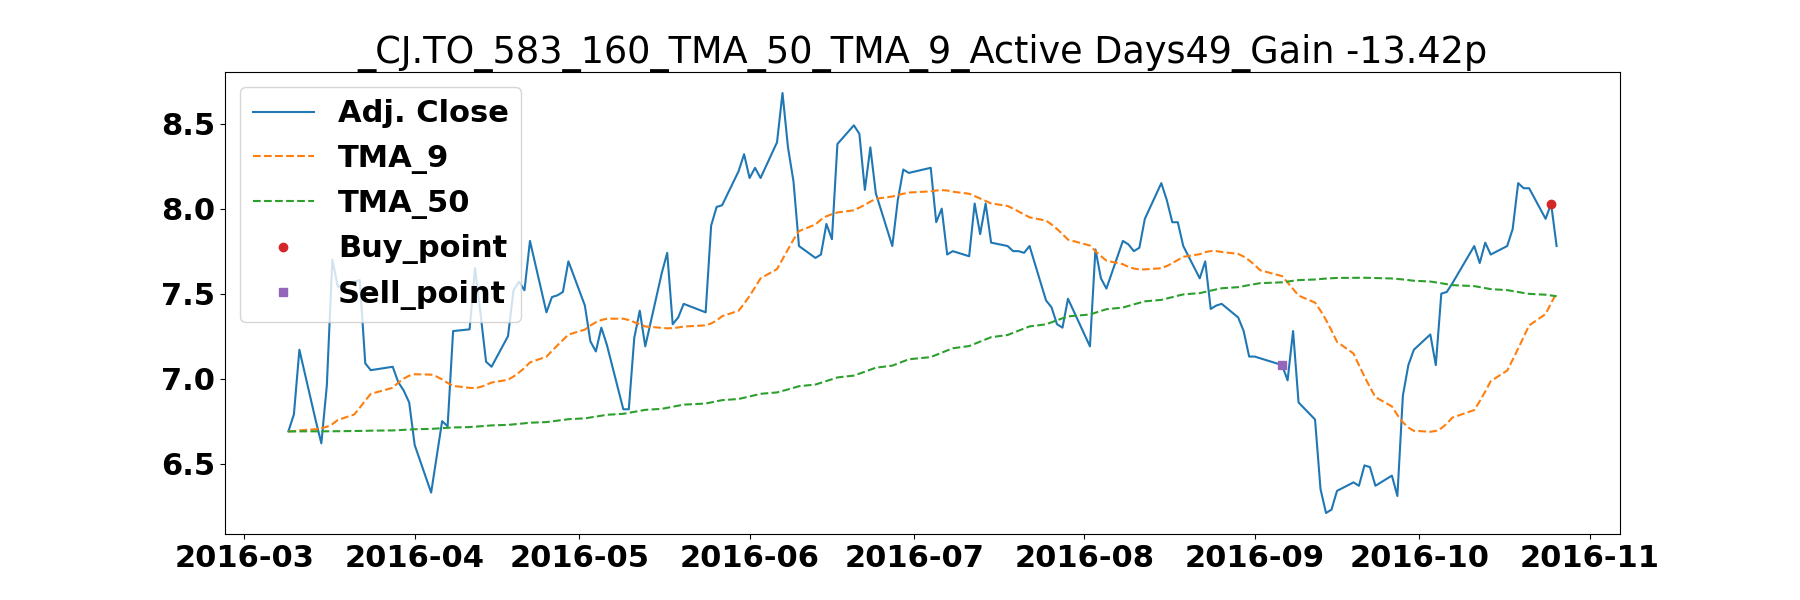 _CJ.TO_583_160_TMA_50_TMA_9_Active Days49_Gain -13.42p
Adj. Close
TMA_9
TMA_50
Buy_point
Sell_point
8.5
8.0
7.5
7.0
6.5
2016-03 2016-04 2016-05 2016-06 2016-07 2016-08 2016-09 2016-10 2016-11